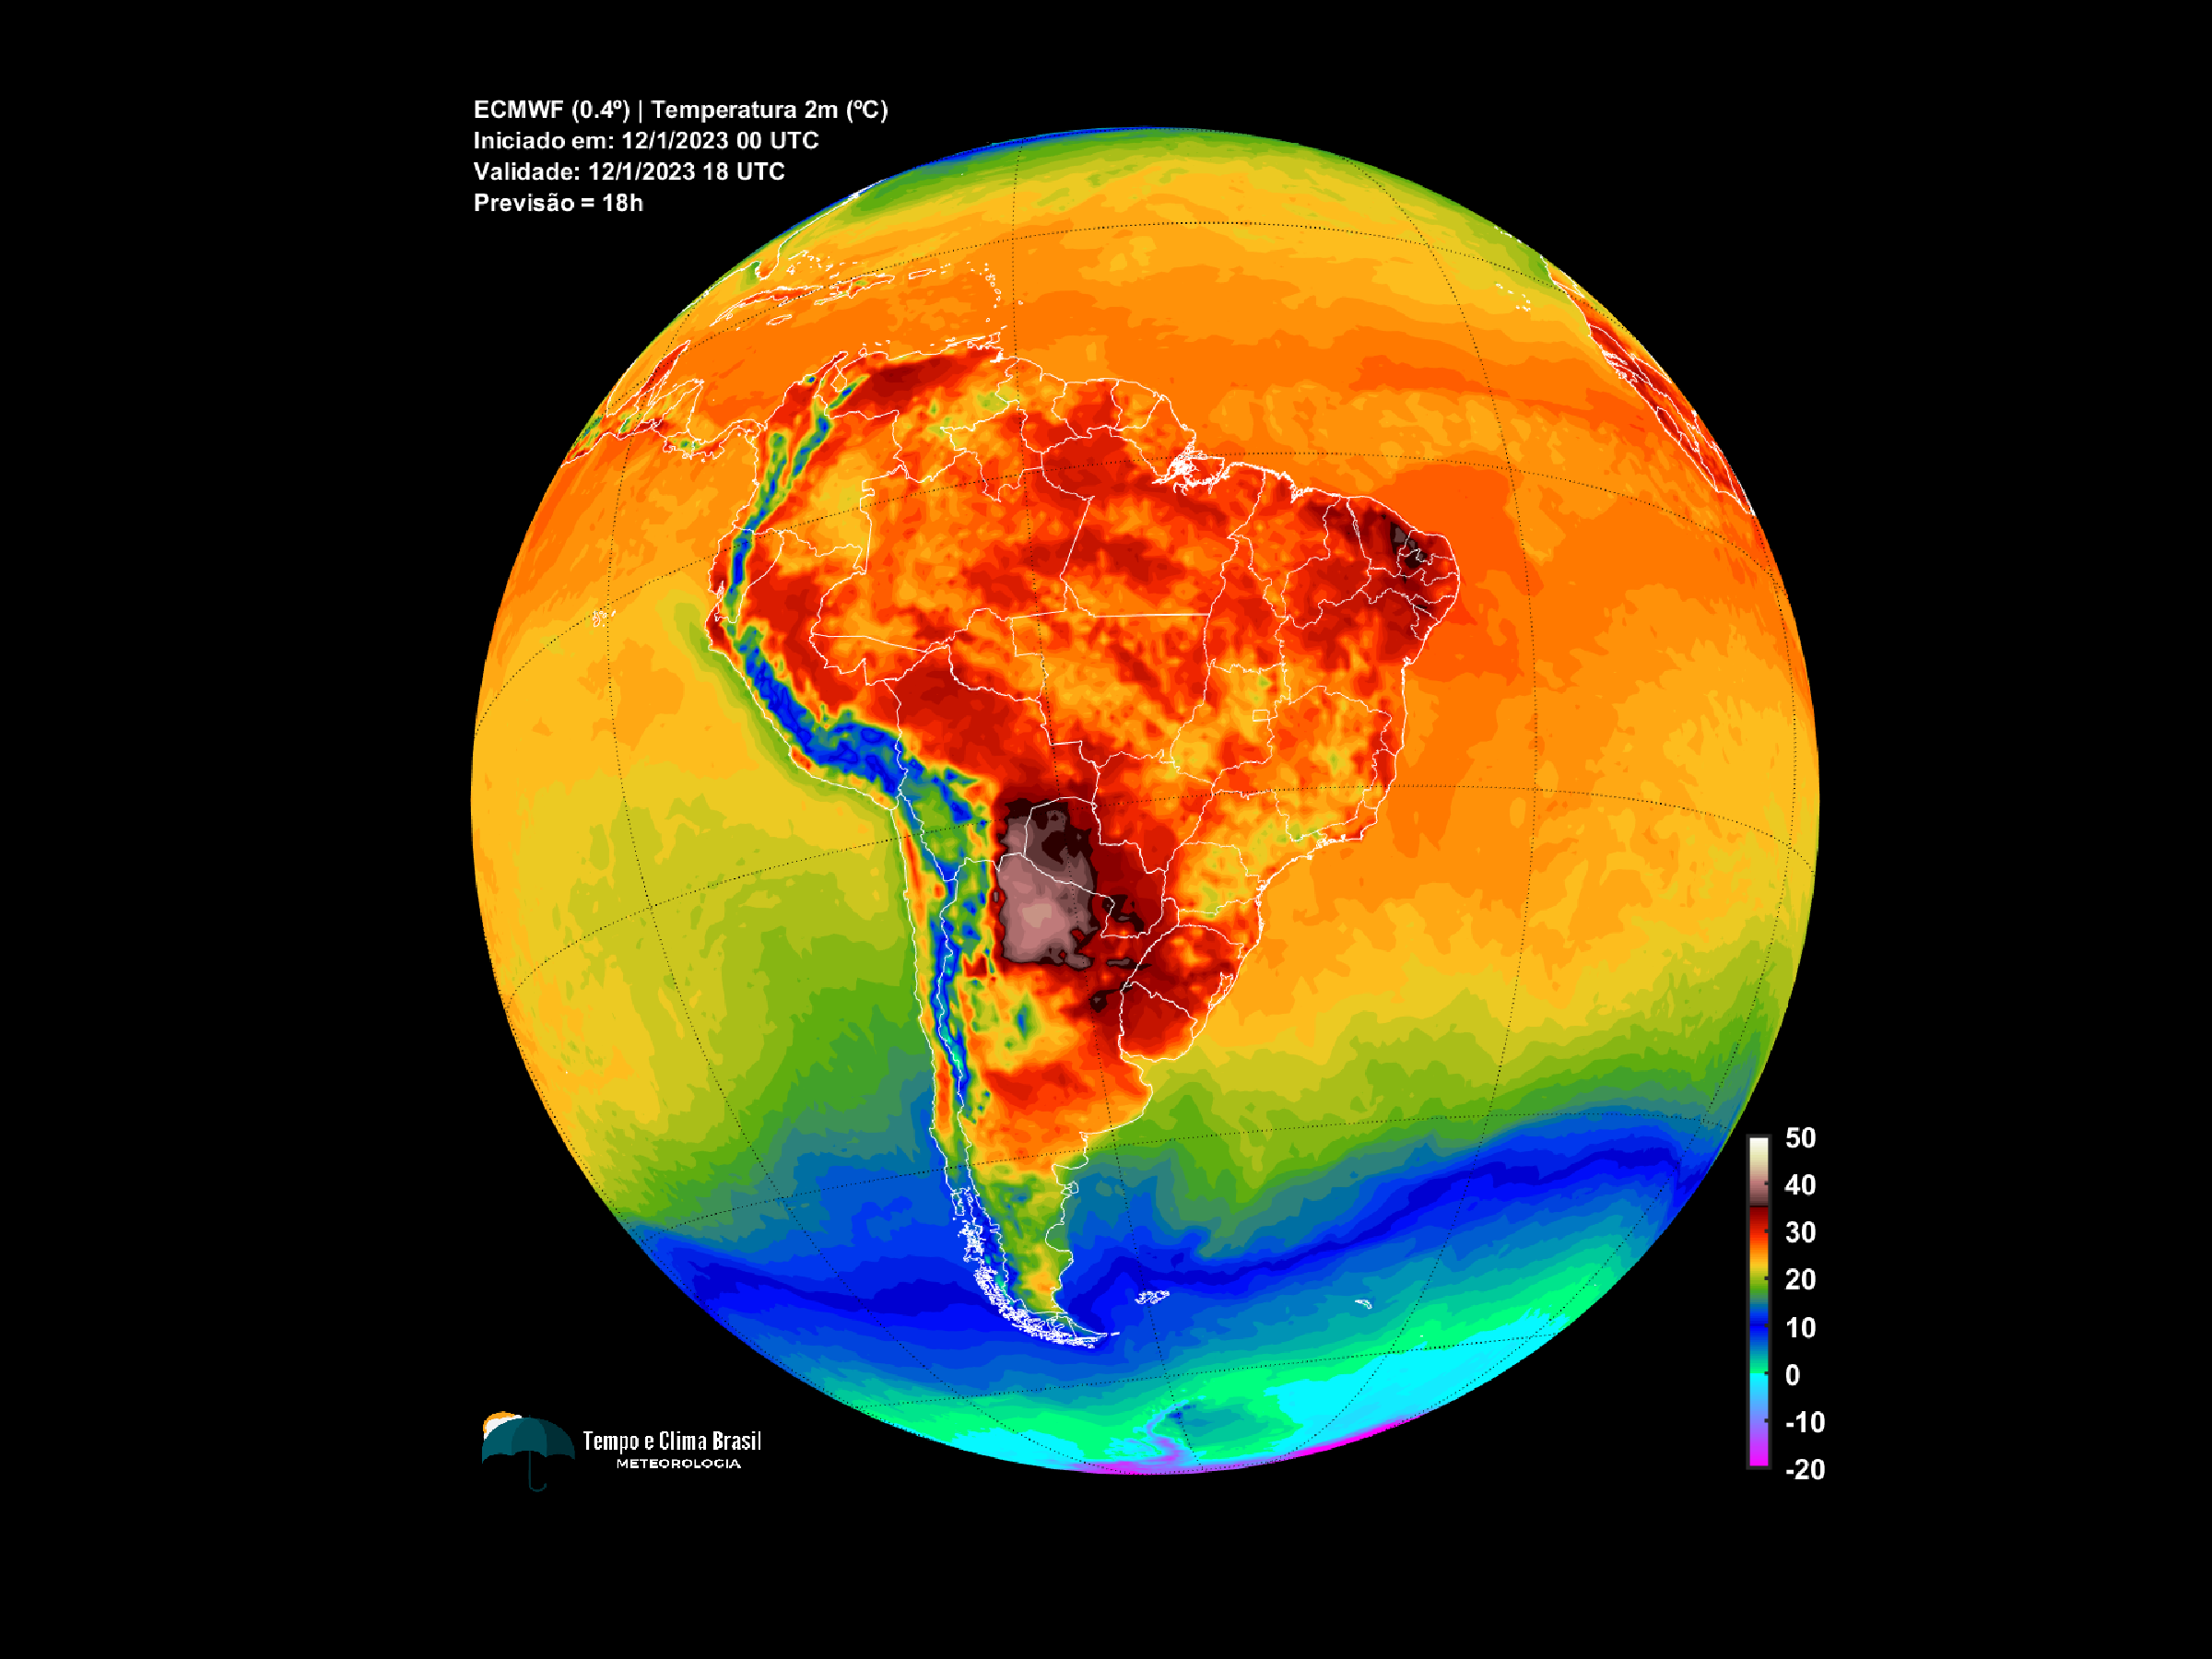 ECMWF (0.4º) | Temperatura 2m (ºC)
Iniciado em: 12/1/2023 00 UTC
Validade: 12/1/2023 18 UTC
Previsão = 18h
50
40
30
20
10
0
-10
-20
Tempo e Clima Brasil
METEOROLOGIA